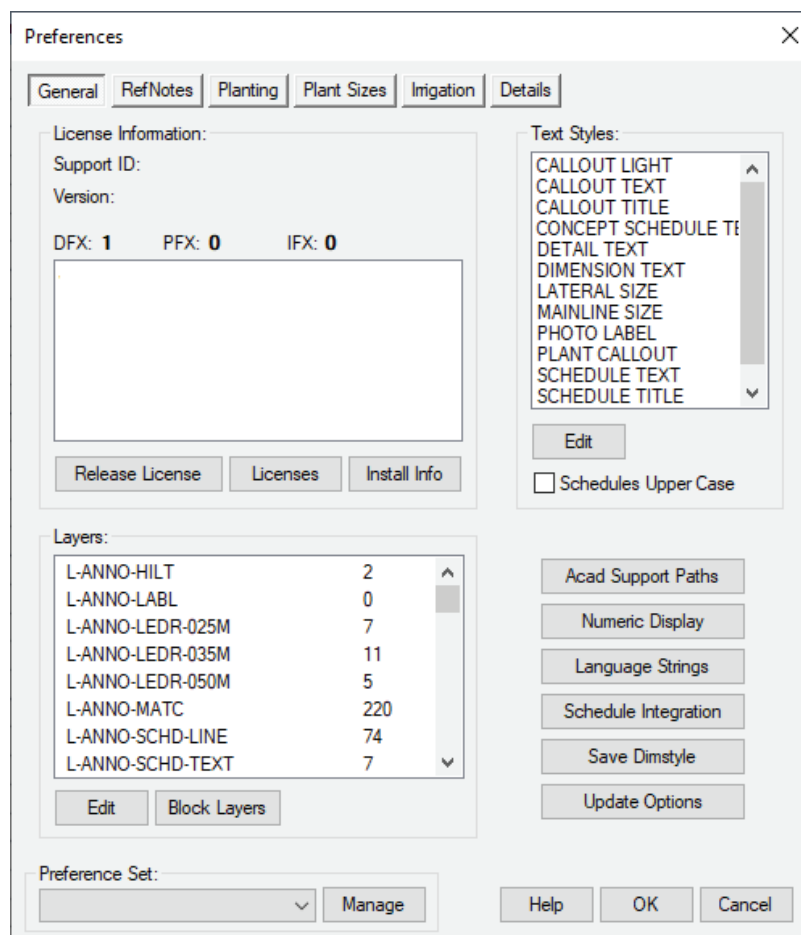 Preferences
General RefNotes Planting Plant Sizes Irrigation Details
License Information:
Support ID:
Version:
DFX: 1 PFX: 0 IFX: 0
Release License Licenses Install Info
Text Styles:
CALLOUT LIGHT
CALLOUT TEXT
CALLOUT TITLE
CONCEPT SCHEDULE TE
DETAIL TEXT
DIMENSION TEXT
LATERAL SIZE
MAINLINE SIZE
PHOTO LABEL
PLANT CALLOUT
SCHEDULE TEXT
SCHEDULE TITLE
Edit
Schedules Upper Case
Layers:
L-ANNO-HILT 2
L-ANNO-LABL 0
L-ANNO-LEDR-025M 7
L-ANNO-LEDR-035M 11
L-ANNO-LEDR-050M 5
L-ANNO-MATC 220
L-ANNO-SCHD-LINE 74
L-ANNO-SCHD-TEXT 7
Edit Block Layers
Acad Support Paths
Numeric Display
Language Strings
Schedule Integration
Save Dimstyle
Update Options
Preference Set:
Manage
Help OK Cancel